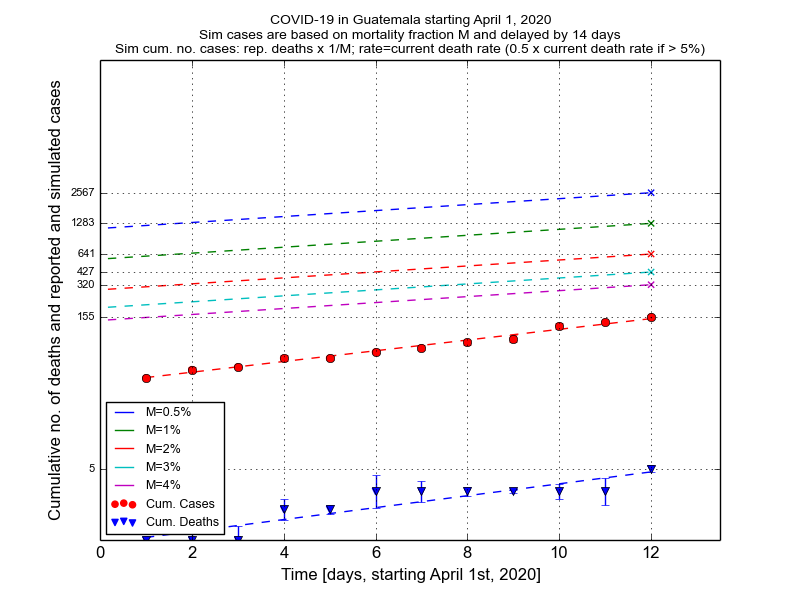 COVID-19 in Guatemala starting April 1, 2020
Sim cases are based on mortality fraction M and delayed by 14 days
Sim cum. no. cases: rep. deaths x 1/M; rate=current death rate (0.5 x current death rate if > 5%)
Cumulative no. of deaths and reported and simulated cases
2567
1283
641
427
320
155
5
M=0.5%
M=1%
M=2%
M=3%
M=4%
Cum. Cases
Cum. Deaths
0 2 4 6 8 10 12
Time [days, starting April 1st, 2020]